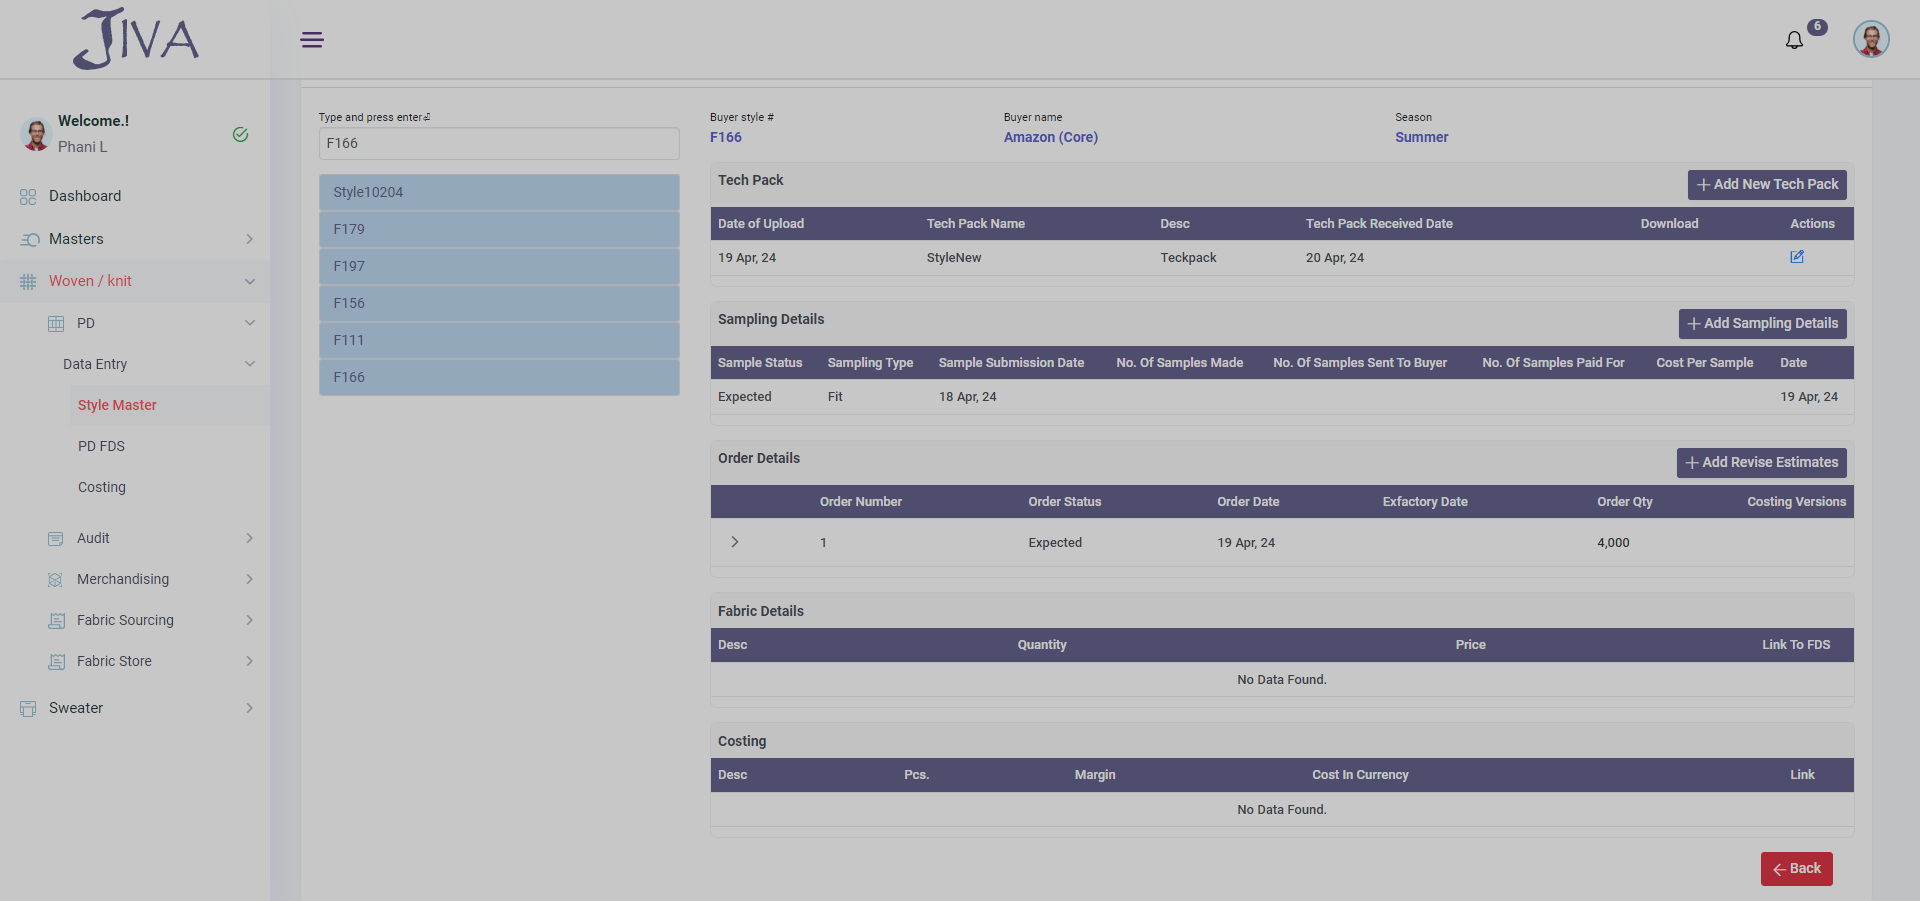 JIVA
6
Welcome.!
Phani L
Dashboard
Masters
Woven / knit
PD
Data Entry
Style Master
PD FDS
Costing
Audit
Merchandising
Fabric Sourcing
Fabric Store
Sweater
Type and press enter
F166
Style10204
F179
F197
F156
F111
F166
Buyer style # Buyer name Season
F166 Amazon (Core) Summer
Tech Pack
Add New Tech Pack
Date of Upload Tech Pack Name Desc Tech Pack Received Date Download Actions
19 Apr, 24 StyleNew Teckpack 20 Apr, 24
Sampling Details
Add Sampling Details
Sample Status Sampling Type Sample Submission Date No. Of Samples Made No. Of Samples Sent To Buyer No. Of Samples Paid For Cost Per Sample Date
Expected Fit 18 Apr, 24 19 Apr, 24
Order Details
Add Revise Estimates
Order Number Order Status Order Date Exfactory Date Order Qty Costing Versions
1 Expected 19 Apr, 24 4,000
Fabric Details
Desc Quantity Price Link To FDS
No Data Found.
Costing
Desc Pcs. Margin Cost In Currency Link
No Data Found.
Back